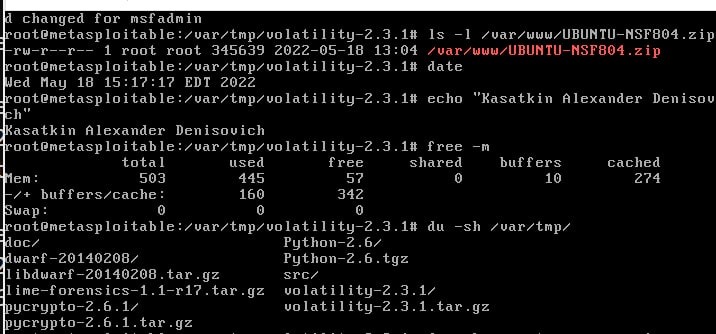 d changed for msfadmin
root@metasploitable:/var/tmp/volatility-2.3.1# ls -l /var/www/UBUNTU-NSF804.zip
-rw-r--r-- 1 root root 345639 2022-05-18 13:04 /var/www/UBUNTU-NSF804.zip
root@metasploitable:/var/tmp/volatility-2.3.1# date
Wed May 18 15:17:17 EDT 2022
root@metasploitable:/var/tmp/volatility-2.3.1# echo "Kasatkin Alexander Denisov
ch"
Kasatkin Alexander Denisovich
root@metasploitable:/var/tmp/volatility-2.3.1# free -m
total used free shared buffers cached
Mem: 503 445 57 0 10 274
-/+ buffers/cache: 160 342
Swap: 0 0 0
root@metasploitable:/var/tmp/volatility-2.3.1# du -sh /var/tmp/
doc/ Python-2.6/
dwarf-20140208/ Python-2.6.tgz
libdwarf-20140208.tar.gz src/
lime-forensics-1.1-r17.tar.gz volatility-2.3.1/
pycrypto-2.6.1/ volatility-2.3.1.tar.gz
pycrypto-2.6.1.tar.gz